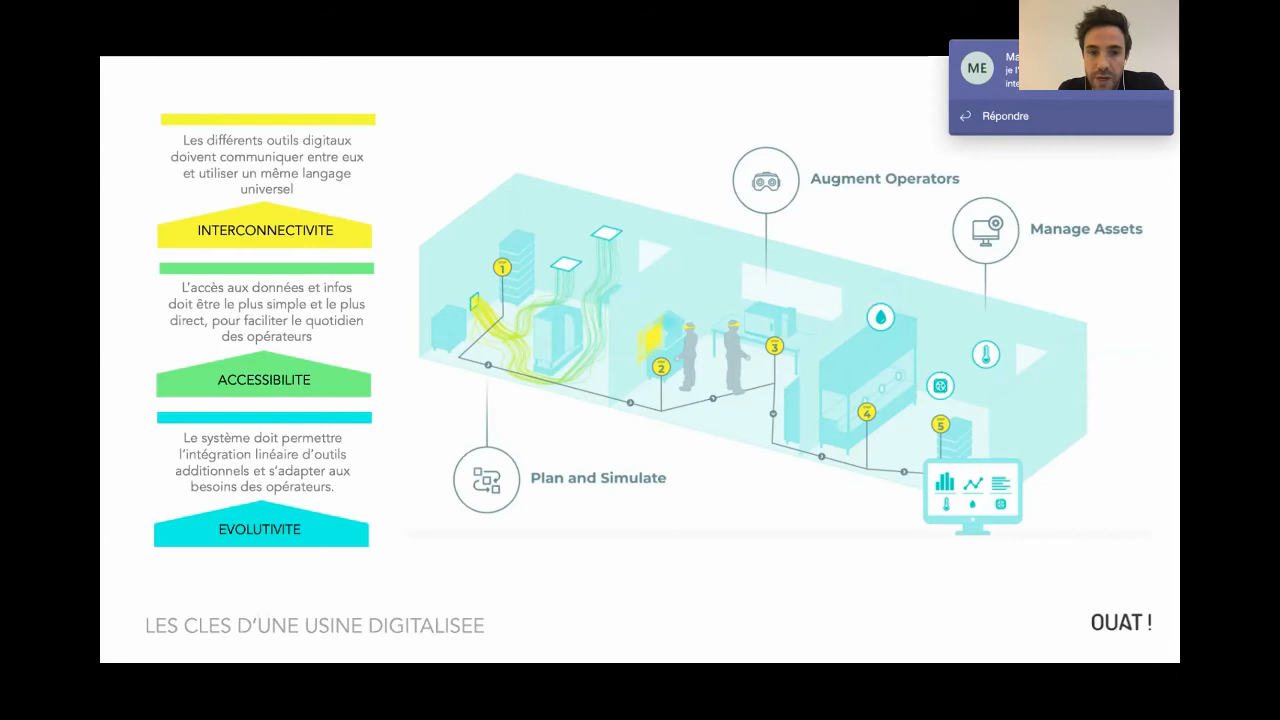 ME
Ma
je l'
inte
Répondre
Les différents outils digitaux
doivent communiquer entre eux
et utiliser un même langage
universel
INTERCONNECTIVITE
L'accès aux données et infos
doit être le plus simple et le plus
direct, pour faciliter le quotidien
des opérateurs
ACCESSIBILITE
Le système doit permettre
l'intégration linéaire d'outils
additionnels et s'adapter aux
besoins des opérateurs.
EVOLUTIVITE
Augment Operators
Manage Assets
1
2
3
4
5
Plan and Simulate
LES CLES D'UNE USINE DIGITALISEE
OUAT !